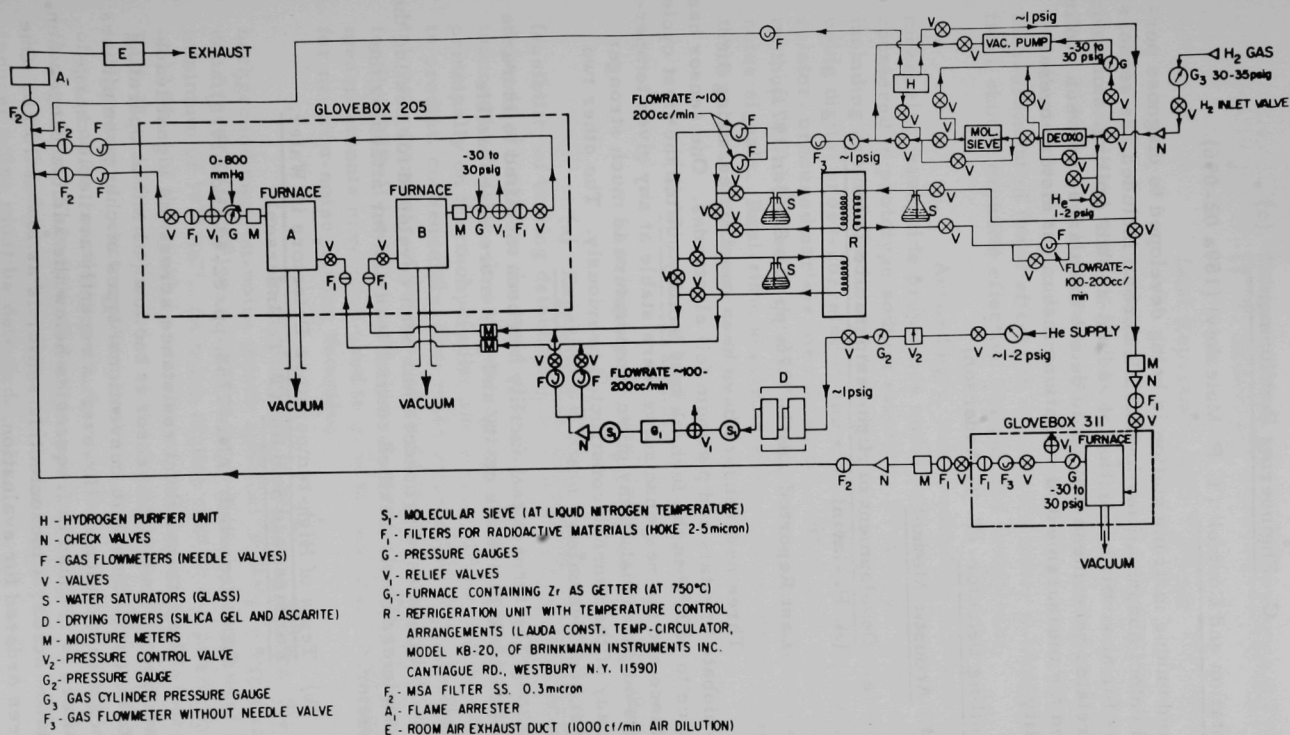 E
EXHAUST
A₁
F₂
F₂
F
F₂
F
GLOVEBOX 205
0-800
mmHg
FURNACE
V
F₁
V₁
G
M
A
V
F₁
VACUUM
-30 to
30 psig
FURNACE
B
M
G
V₁
F₁
V
V
F₁
VACUUM
F
~1 psig
V
V
VAC. PUMP
V
-30 to
30 psig
G
H
V
V
V
V
MOL.
SIEVE
V
V
DEOXO
V
V
V
N
H₂ GAS
G₃ 30-35psig
V
H₂ INLET VALVE
He
1-2 psig
FLOWRATE ~100
200cc/min
F
F
F₃
~1 psig
V
V
V
V
V
V
S
S
R
S
V
V
V
F
V
FLOWRATE~
100-200cc/
min
M
M
V
V
F
F
FLOWRATE ~100-
200cc/min
V
G₂
V₂
V
He SUPPLY
~1-2 psig
~1psig
D
N
S₁
G₁
V₁
S₁
M
N
F₁
V
GLOVEBOX 311
FURNACE
V₁
F₂
N
M
F₁
V
F₁
F₃
V
G
-30 to
30 psig
VACUUM
H - HYDROGEN PURIFIER UNIT
N - CHECK VALVES
F - GAS FLOWMETERS (NEEDLE VALVES)
V - VALVES
S - WATER SATURATORS (GLASS)
D - DRYING TOWERS (SILICA GEL AND ASCARITE)
M - MOISTURE METERS
V₂ - PRESSURE CONTROL VALVE
G₂ - PRESSURE GAUGE
G₃ GAS CYLINDER PRESSURE GAUGE
F₃ - GAS FLOWMETER WITHOUT NEEDLE VALVE
S₁ - MOLECULAR SIEVE (AT LIQUID NITROGEN TEMPERATURE)
F₁ - FILTERS FOR RADIOACTIVE MATERIALS (HOKE 2-5 micron)
G - PRESSURE GAUGES
V₁ - RELIEF VALVES
G₁ - FURNACE CONTAINING Zr AS GETTER (AT 750°C)
R - REFRIGERATION UNIT WITH TEMPERATURE CONTROL
ARRANGEMENTS (LAUDA CONST. TEMP-CIRCULATOR,
MODEL KB-20, OF BRINKMANN INSTRUMENTS INC.
CANTIAGUE RD., WESTBURY N.Y. 11590)
F₂ - MSA FILTER SS. 0.3 micron
A₁ - FLAME ARRESTER
E - ROOM AIR EXHAUST DUCT (1000 cf/min AIR DILUTION)